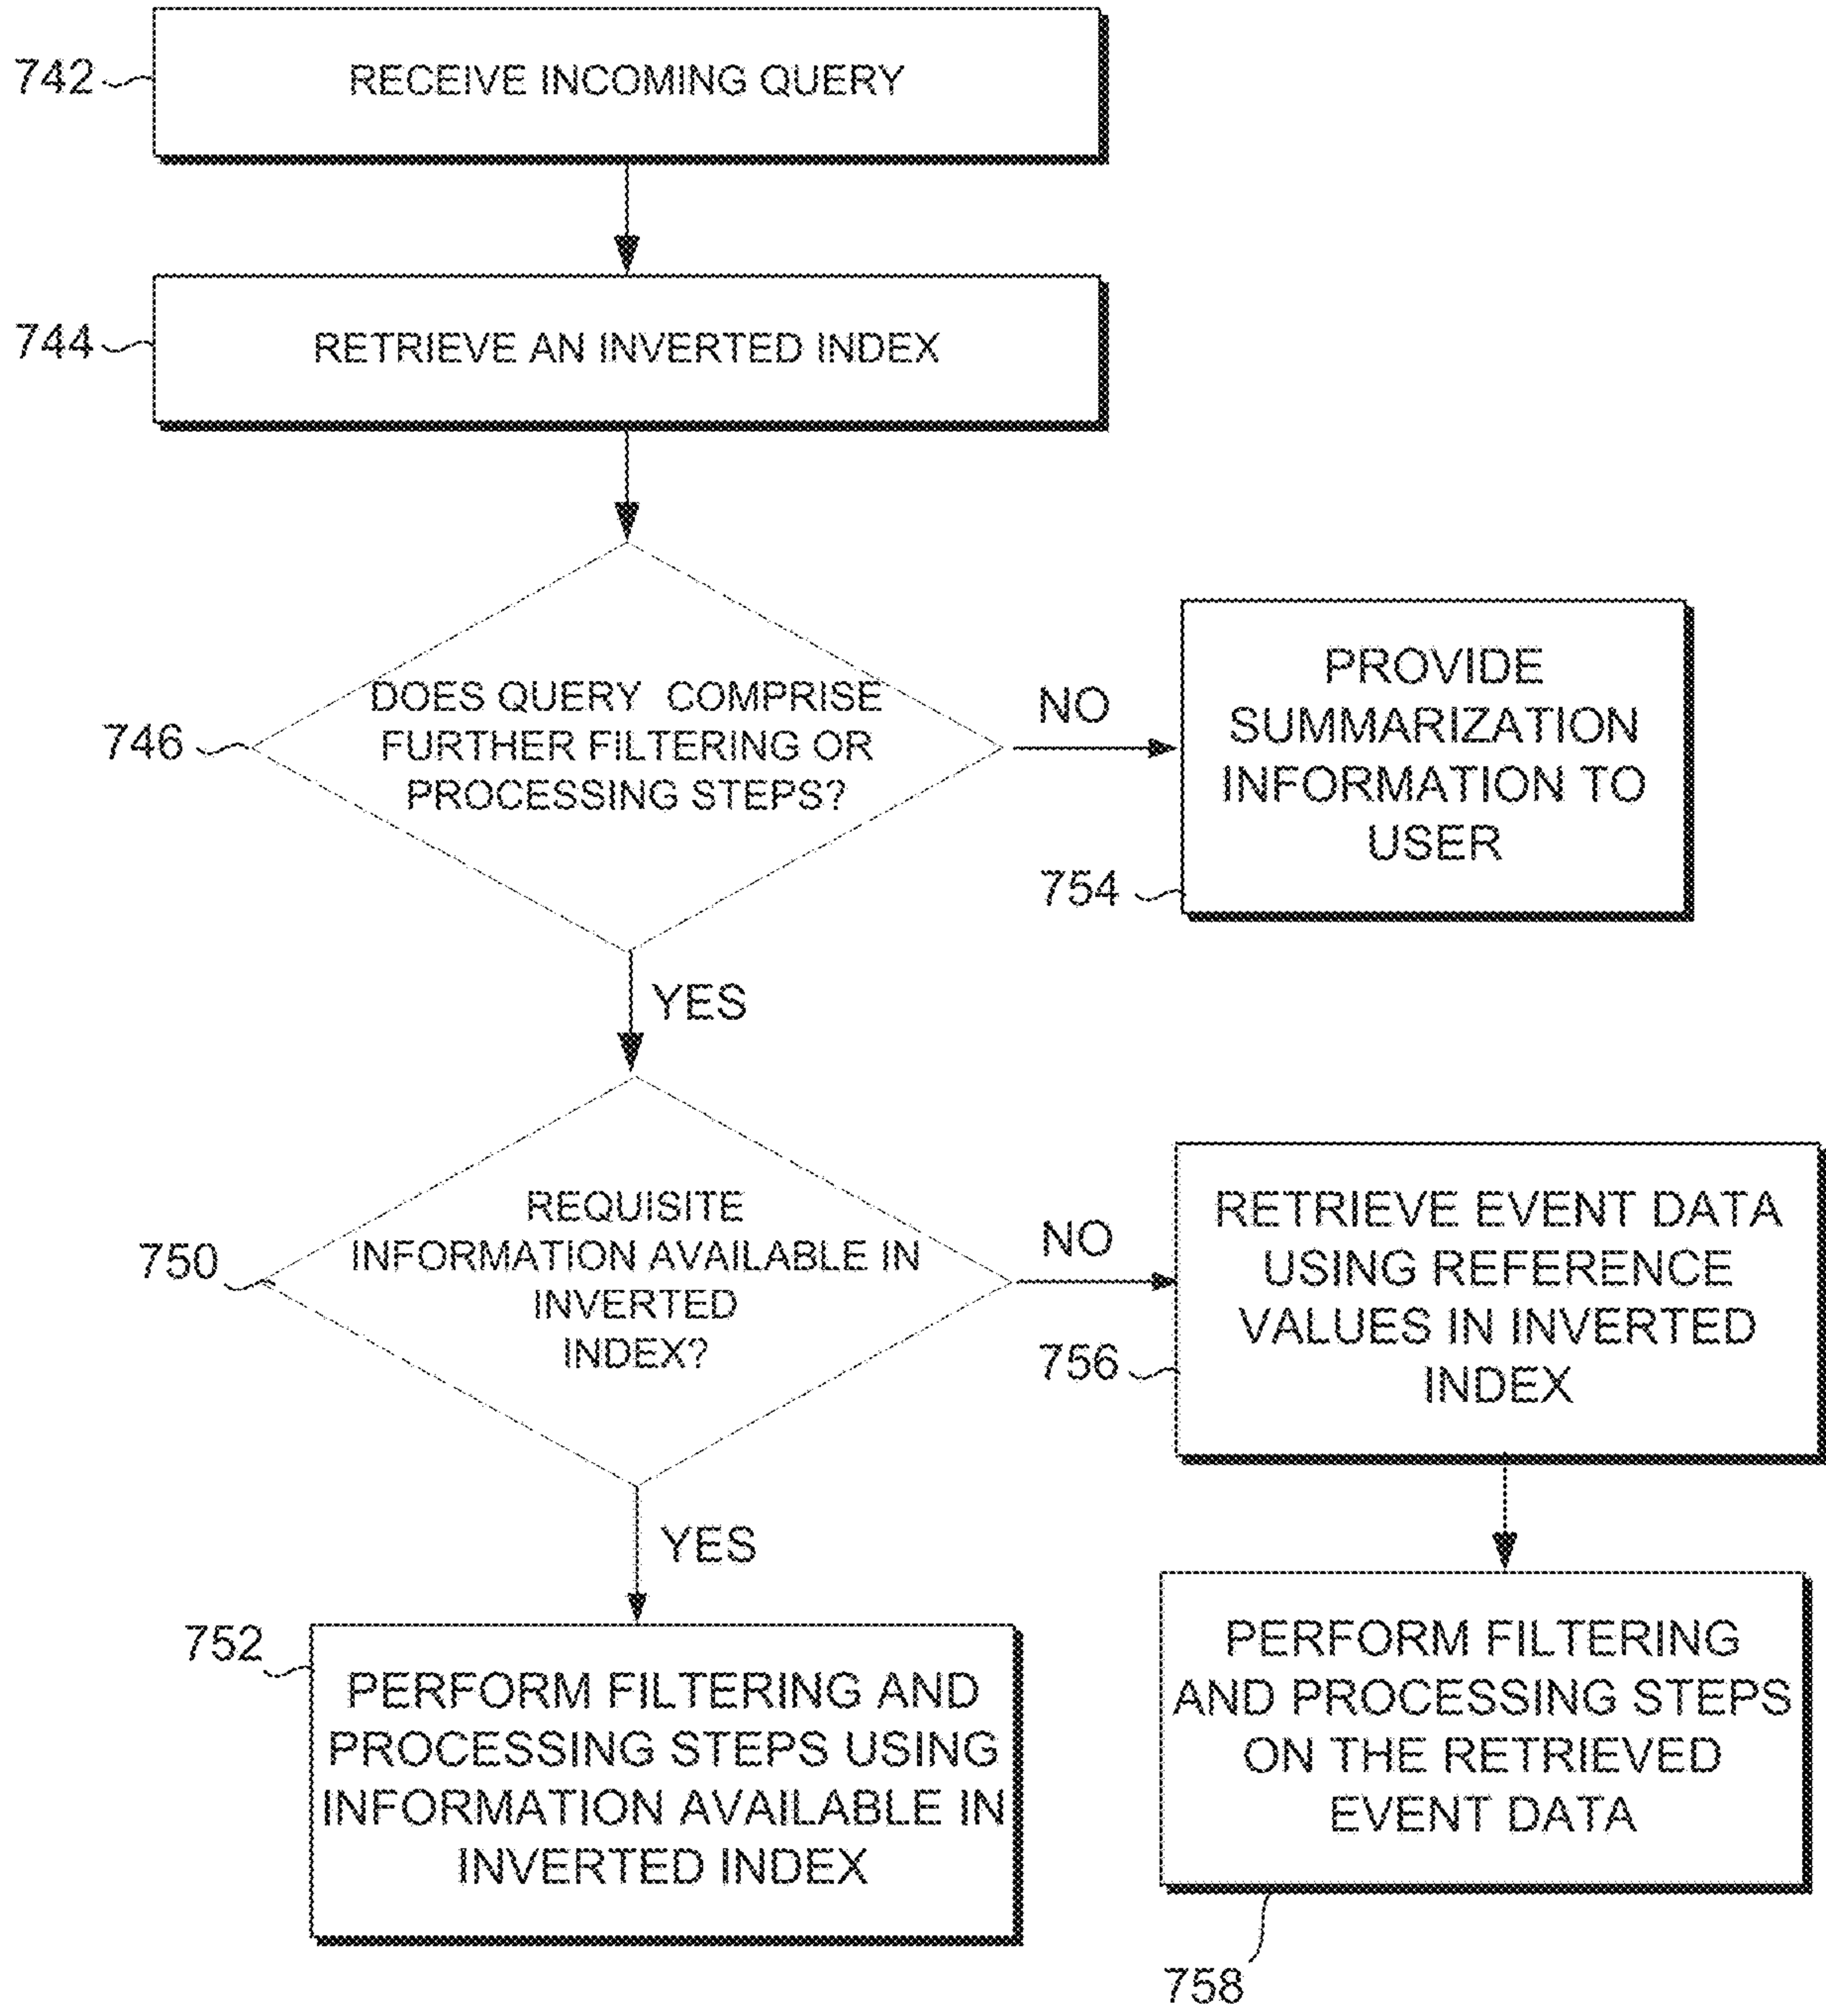 742
RECEIVE INCOMING QUERY
744
RETRIEVE AN INVERTED INDEX
746
DOES QUERY COMPRISE
FURTHER FILTERING OR
PROCESSING STEPS?
NO
PROVIDE
SUMMARIZATION
INFORMATION TO
USER
754
YES
750
REQUISITE
INFORMATION AVAILABLE IN
INVERTED
INDEX?
NO
RETRIEVE EVENT DATA
USING REFERENCE
VALUES IN INVERTED
INDEX
756
YES
752
PERFORM FILTERING AND
PROCESSING STEPS USING
INFORMATION AVAILABLE IN
INVERTED INDEX
PERFORM FILTERING
AND PROCESSING STEPS
ON THE RETRIEVED
EVENT DATA
758